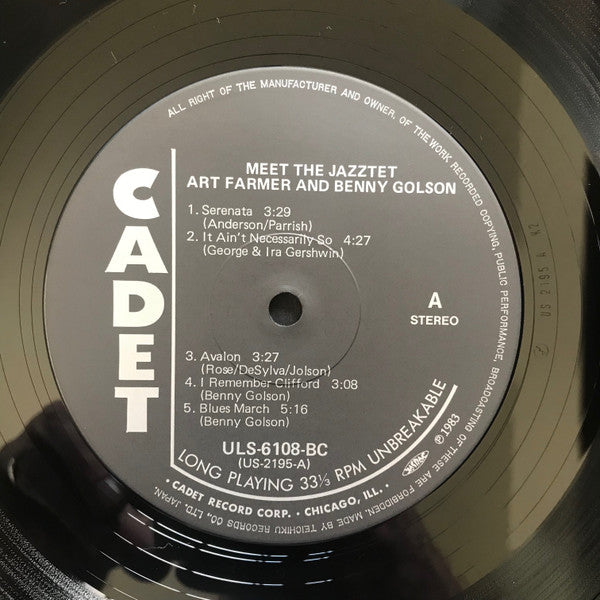 ALL RIGHT OF THE MANUFACTURER AND OWNER OF THE WORK RECORDED COPYING, PUBLIC PERFORMANCE, BROADCASTING OF THESE ARE FORBIDDEN. MADE BY TEICHIKU RECORDS CO., LTD. JAPAN.
CADET
MEET THE JAZZTET
ART FARMER AND BENNY GOLSON
1. Serenata 3:29
(Anderson/Parrish)
2. It Ain't Necessarily So 4:27
(George & Ira Gershwin)
A
STEREO
3. Avalon 3:27
(Rose/DeSylva/Jolson)
4. I Remember Clifford 3:08
(Benny Golson)
5. Blues March 5:16
(Benny Golson)
ULS-6108-BC
(US-2195-A)
LONG PLAYING 33⅓ RPM UNBREAKABLE
℗1983
• CADET RECORD CORP. • CHICAGO, ILL. •
US 2195 A